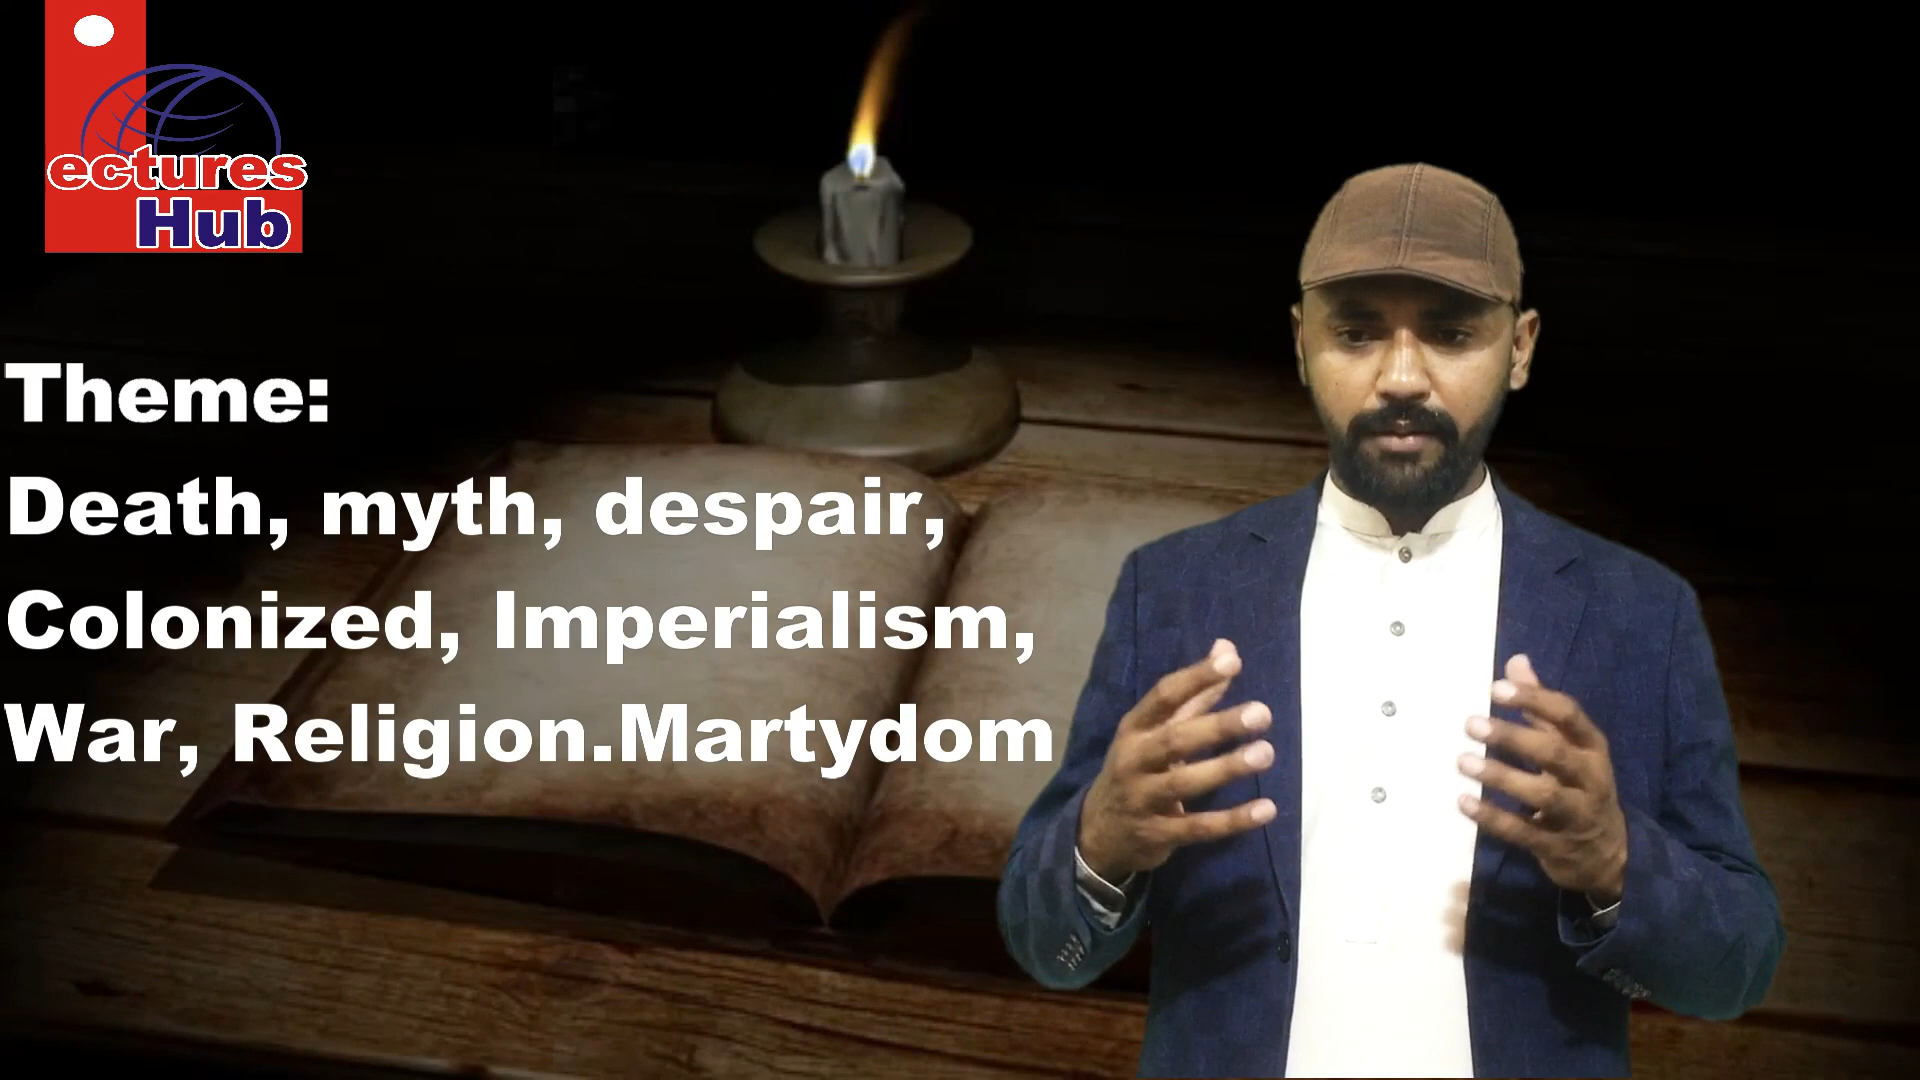 ectures
Hub
Theme:
Death, myth, despair,
Colonized, Imperialism,
War, Religion.Martydom